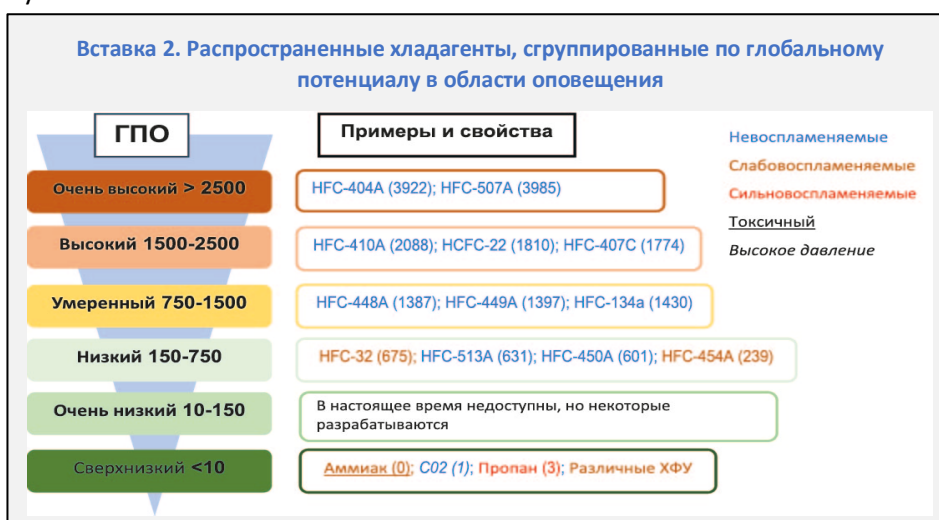 Вставка 2. Распространенные хладагенты, сгруппированные по глобальному
потенциалу в области оповещения
ГПО
Примеры и свойства
Невоспламеняемые
Слабовоспламеняемые
Сильновоспламеняемые
Токсичный
Высокое давление
Очень высокий > 2500
HFC-404A (3922); HFC-507A (3985)
Высокий 1500-2500
HFC-410A (2088); HCFC-22 (1810); HFC-407C (1774)
Умеренный 750-1500
HFC-448A (1387); HFC-449A (1397); HFC-134a (1430)
Низкий 150-750
HFC-32 (675); HFC-513A (631); HFC-450A (601); HFC-454A (239)
Очень низкий 10-150
В настоящее время недоступны, но некоторые
разрабатываются
Сверхнизкий <10
Аммиак (0); C02 (1); Пропан (3); Различные ХФУ